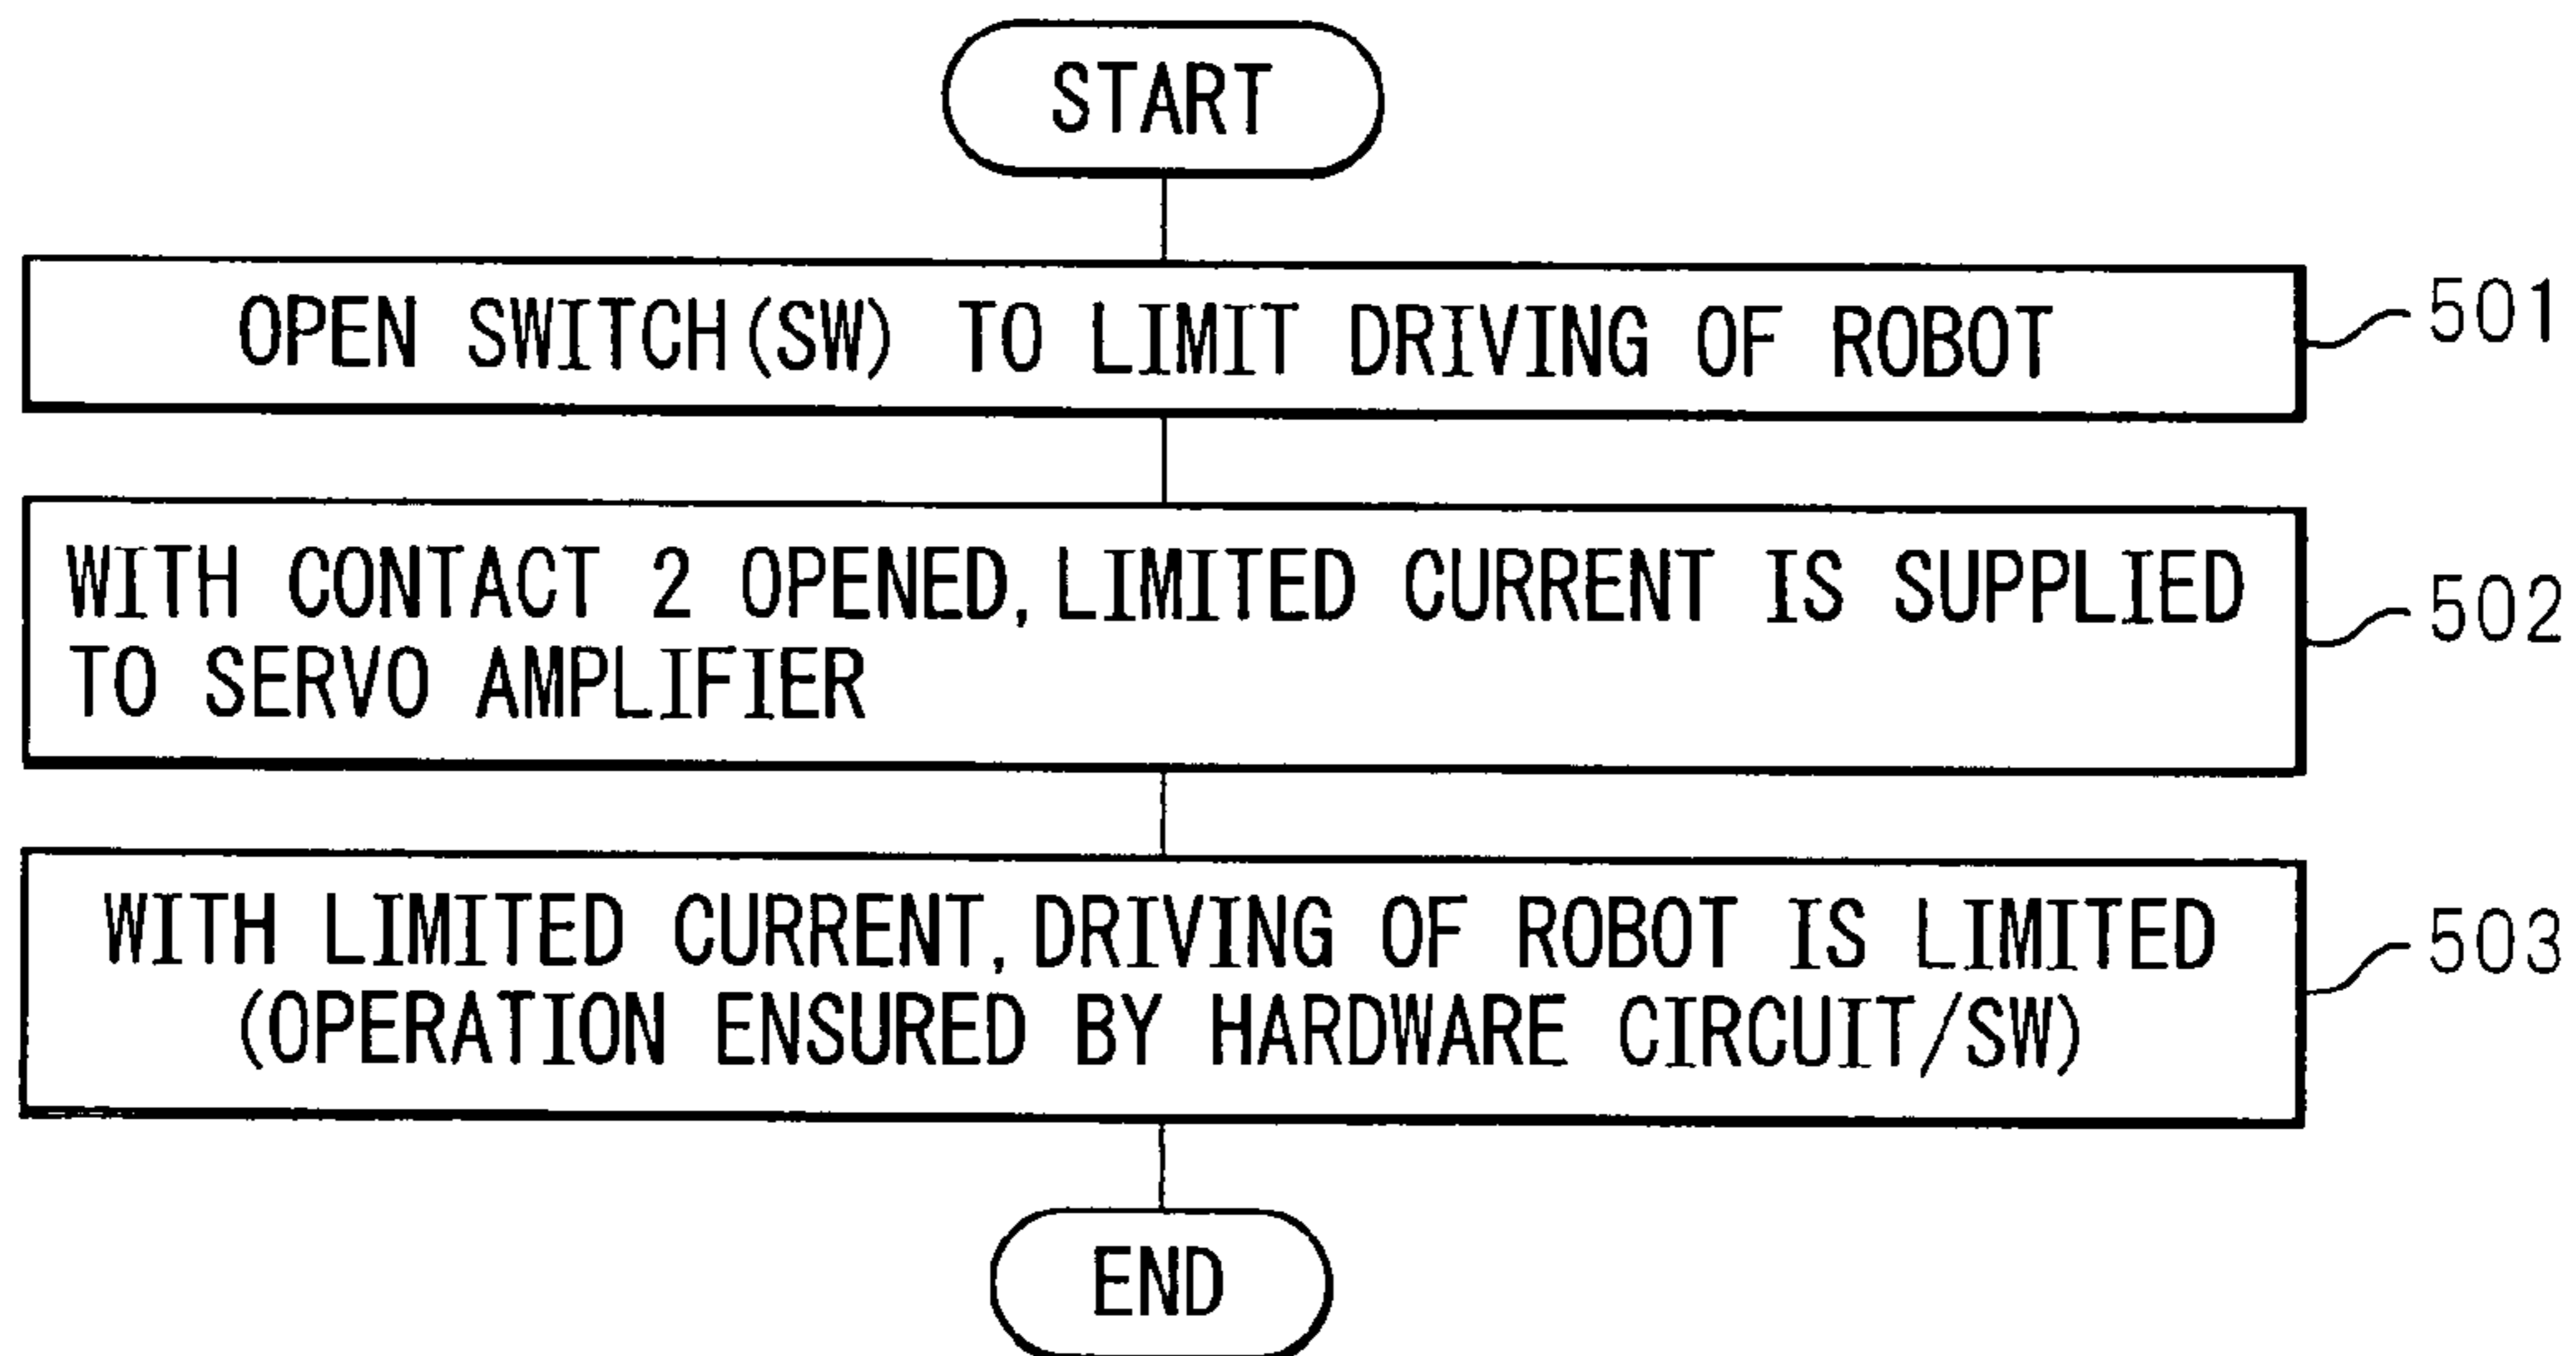 START
OPEN SWITCH(SW) TO LIMIT DRIVING OF ROBOT
501
WITH CONTACT 2 OPENED, LIMITED CURRENT IS SUPPLIED
TO SERVO AMPLIFIER
502
WITH LIMITED CURRENT, DRIVING OF ROBOT IS LIMITED
(OPERATION ENSURED BY HARDWARE CIRCUIT/SW)
503
END